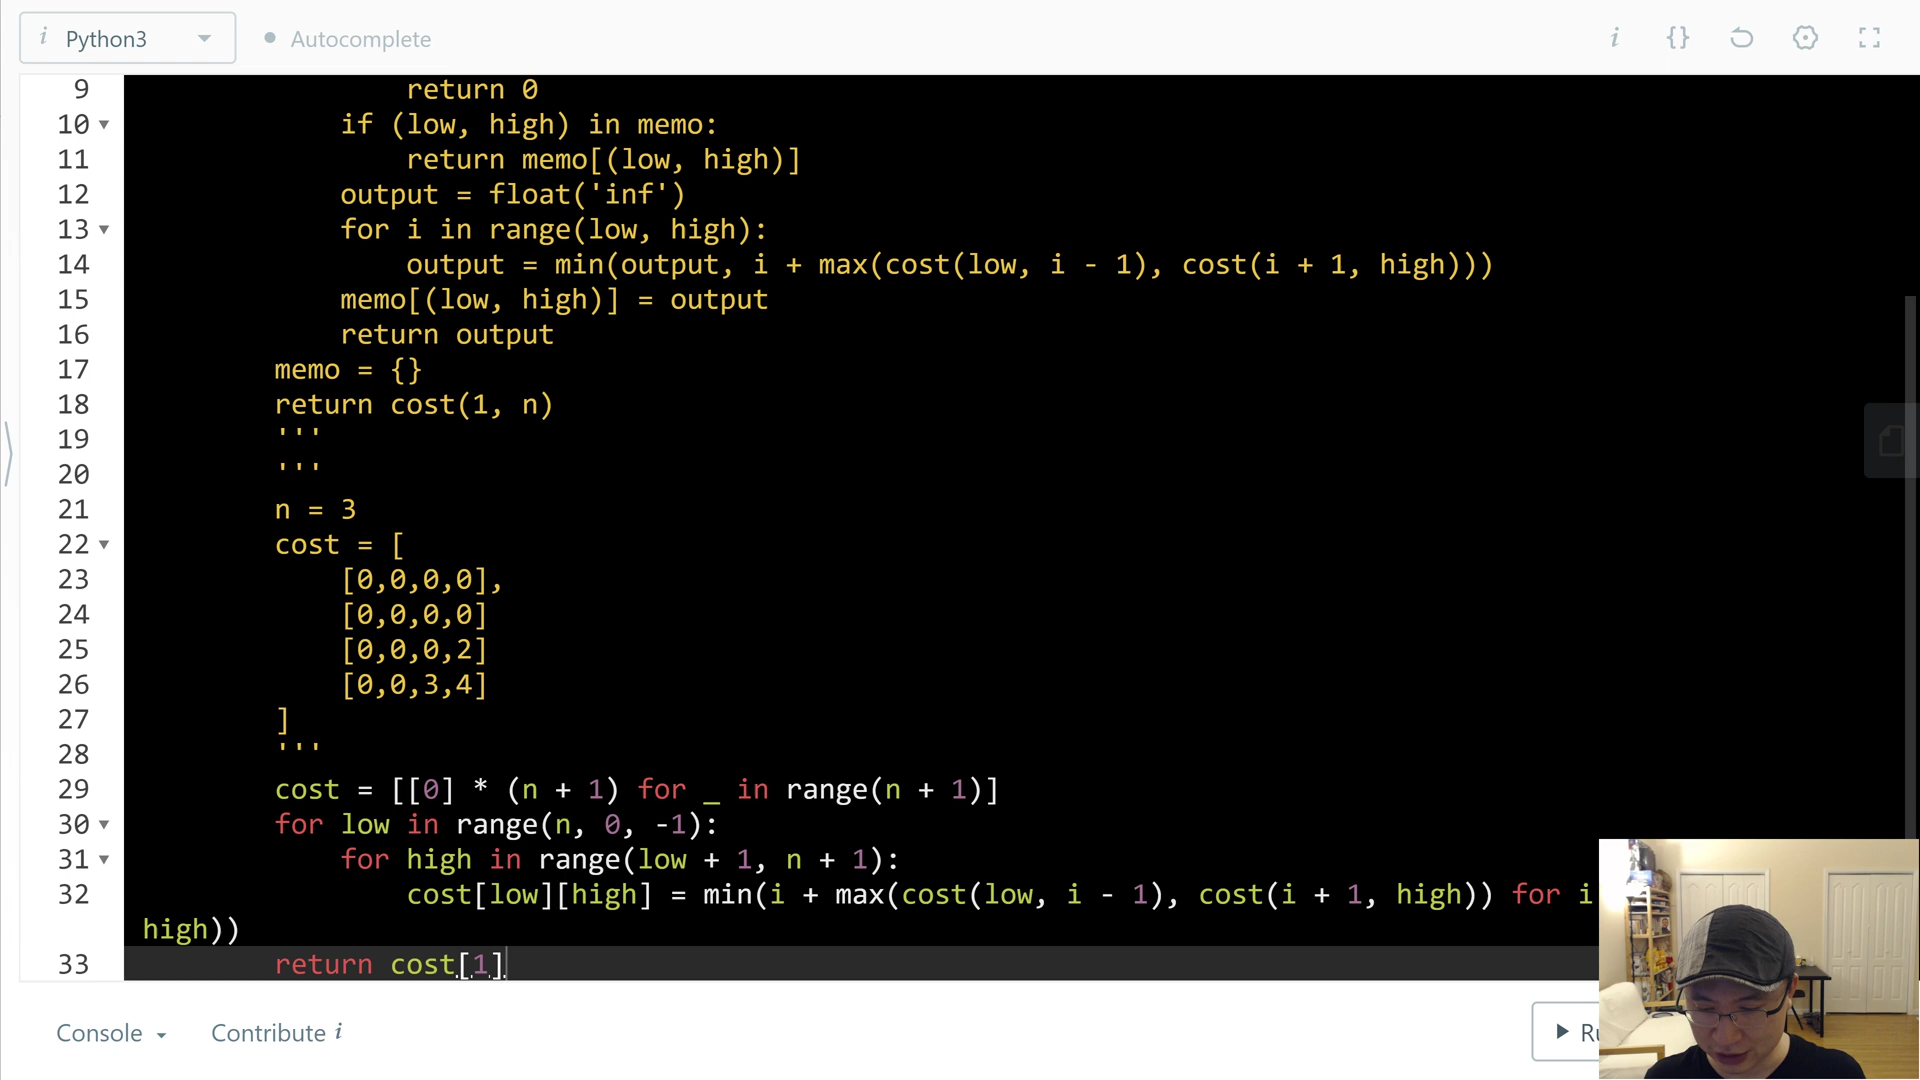 i Python3
Autocomplete
i {}
9 return 0
10 if (low, high) in memo:
11 return memo[(low, high)]
12 output = float('inf')
13 for i in range(low, high):
14 output = min(output, i + max(cost(low, i - 1), cost(i + 1, high)))
15 memo[(low, high)] = output
16 return output
17 memo = {}
18 return cost(1, n)
19 '''
20 '''
21 n = 3
22 cost = [
23 [0,0,0,0],
24 [0,0,0,0]
25 [0,0,0,2]
26 [0,0,3,4]
27 ]
28 '''
29 cost = [[0] * (n + 1) for _ in range(n + 1)]
30 for low in range(n, 0, -1):
31 for high in range(low + 1, n + 1):
32 cost[low][high] = min(i + max(cost(low, i - 1), cost(i + 1, high)) for i
high))
33 return cost[1]
Console
Contribute i